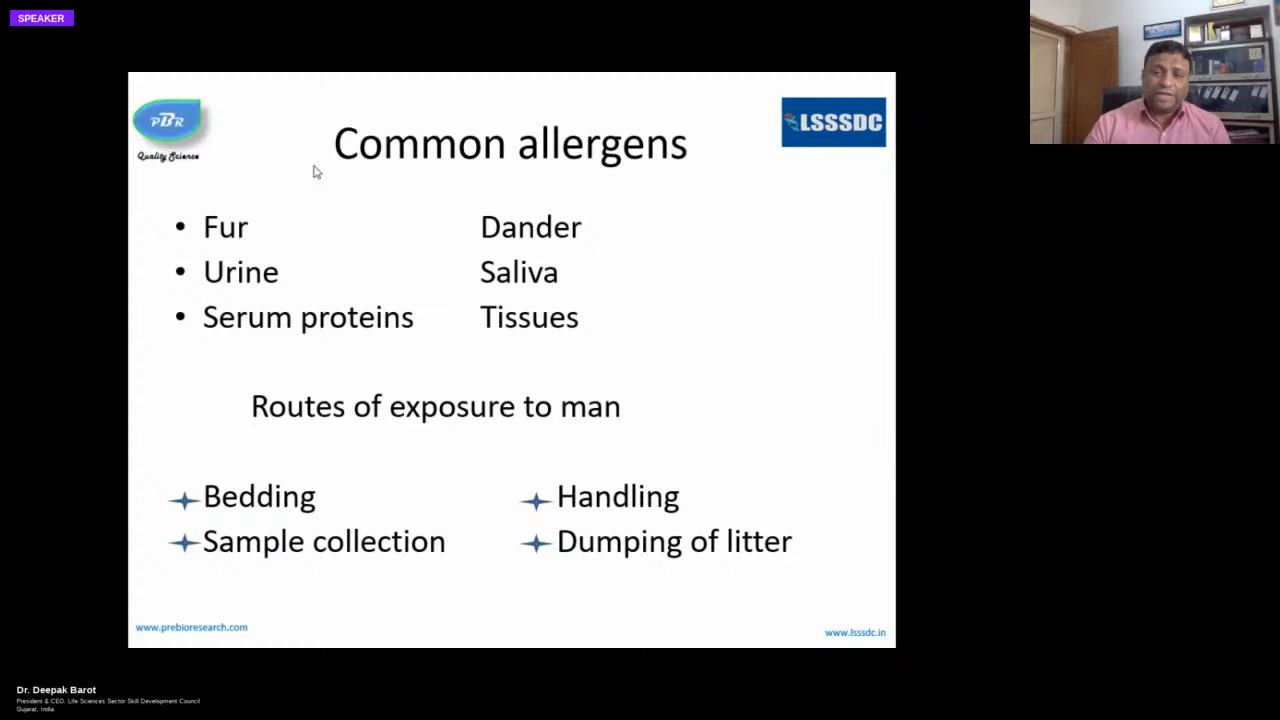 SPEAKER
PBR
Quality Science
LSSSDC
Common allergens
• Fur Dander
• Urine Saliva
• Serum proteins Tissues
Routes of exposure to man
Bedding Handling
Sample collection Dumping of litter
www.prebioresearch.com
www.lsssdc.in
Dr. Deepak Barot
President & CEO, Life Sciences Sector Skill Development Council
Gujarat, India